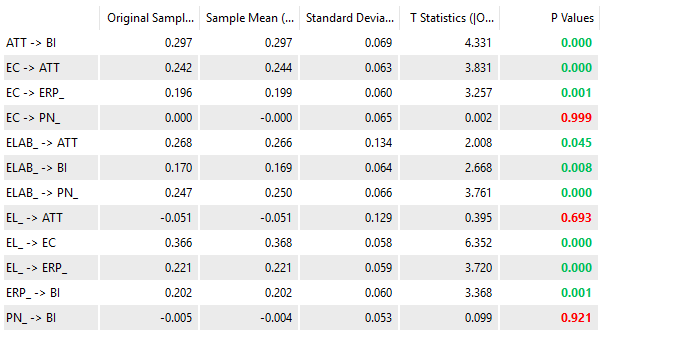 Original Sampl... Sample Mean (... Standard Devia... T Statistics (|O... P Values
ATT -> BI 0.297 0.297 0.069 4.331 0.000
EC -> ATT 0.242 0.244 0.063 3.831 0.000
EC -> ERP_ 0.196 0.199 0.060 3.257 0.001
EC -> PN_ 0.000 -0.000 0.065 0.002 0.999
ELAB_ -> ATT 0.268 0.266 0.134 2.008 0.045
ELAB_ -> BI 0.170 0.169 0.064 2.668 0.008
ELAB_ -> PN_ 0.247 0.250 0.066 3.761 0.000
EL_ -> ATT -0.051 -0.051 0.129 0.395 0.693
EL_ -> EC 0.366 0.368 0.058 6.352 0.000
EL_ -> ERP_ 0.221 0.221 0.059 3.720 0.000
ERP_ -> BI 0.202 0.202 0.060 3.368 0.001
PN_ -> BI -0.005 -0.004 0.053 0.099 0.921